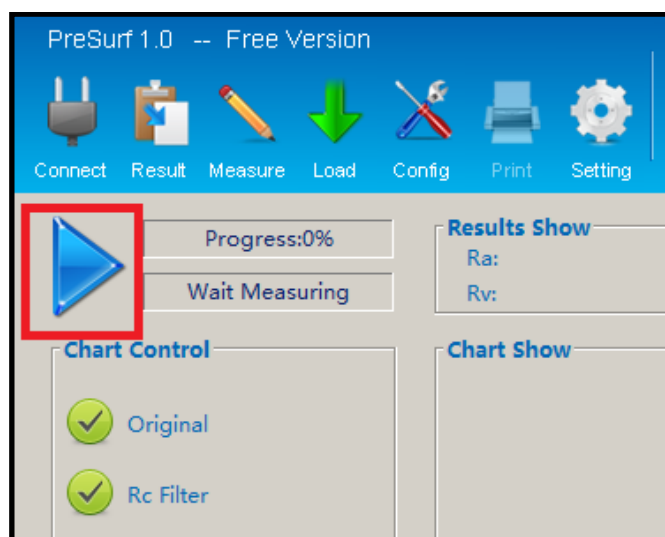 PreSurf 1.0 -- Free Version
Connect Result Measure Load Config Print Setting
Progress:0%
Wait Measuring
Results Show
Ra:
Rv:
Chart Control
Original
Rc Filter
Chart Show